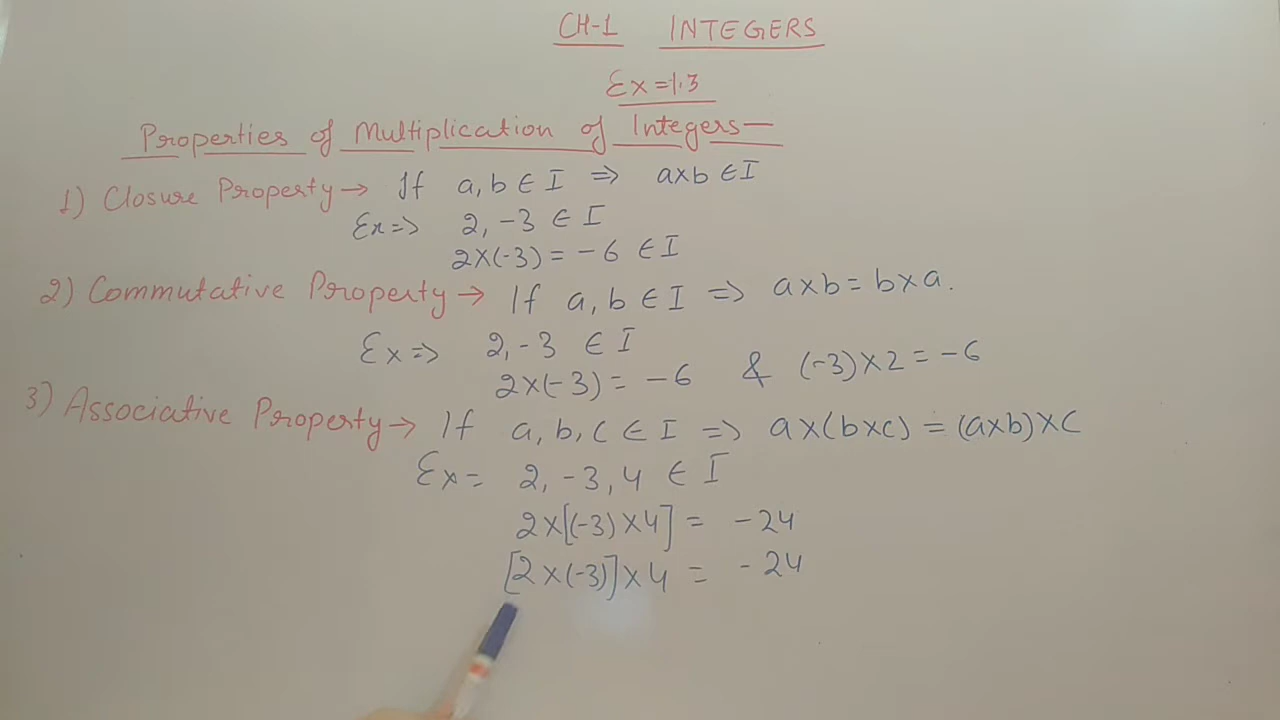 CH-1 INTEGERS
Ex = 1.3
Properties of Multiplication of Integers—
1) Closure Property → If a, b ∈ I ⇒ a×b ∈ I
Ex ⇒ 2, -3 ∈ I
2×(-3) = -6 ∈ I
2) Commutative Property → If a, b ∈ I ⇒ a×b = b×a.
Ex ⇒ 2, -3 ∈ I
2×(-3) = -6 & (-3)×2 = -6
3) Associative Property → If a, b, c ∈ I ⇒ a×(b×c) = (a×b)×c
Ex = 2, -3, 4 ∈ I
2×[(-3)×4] = -24
[2×(-3)]×4 = -24